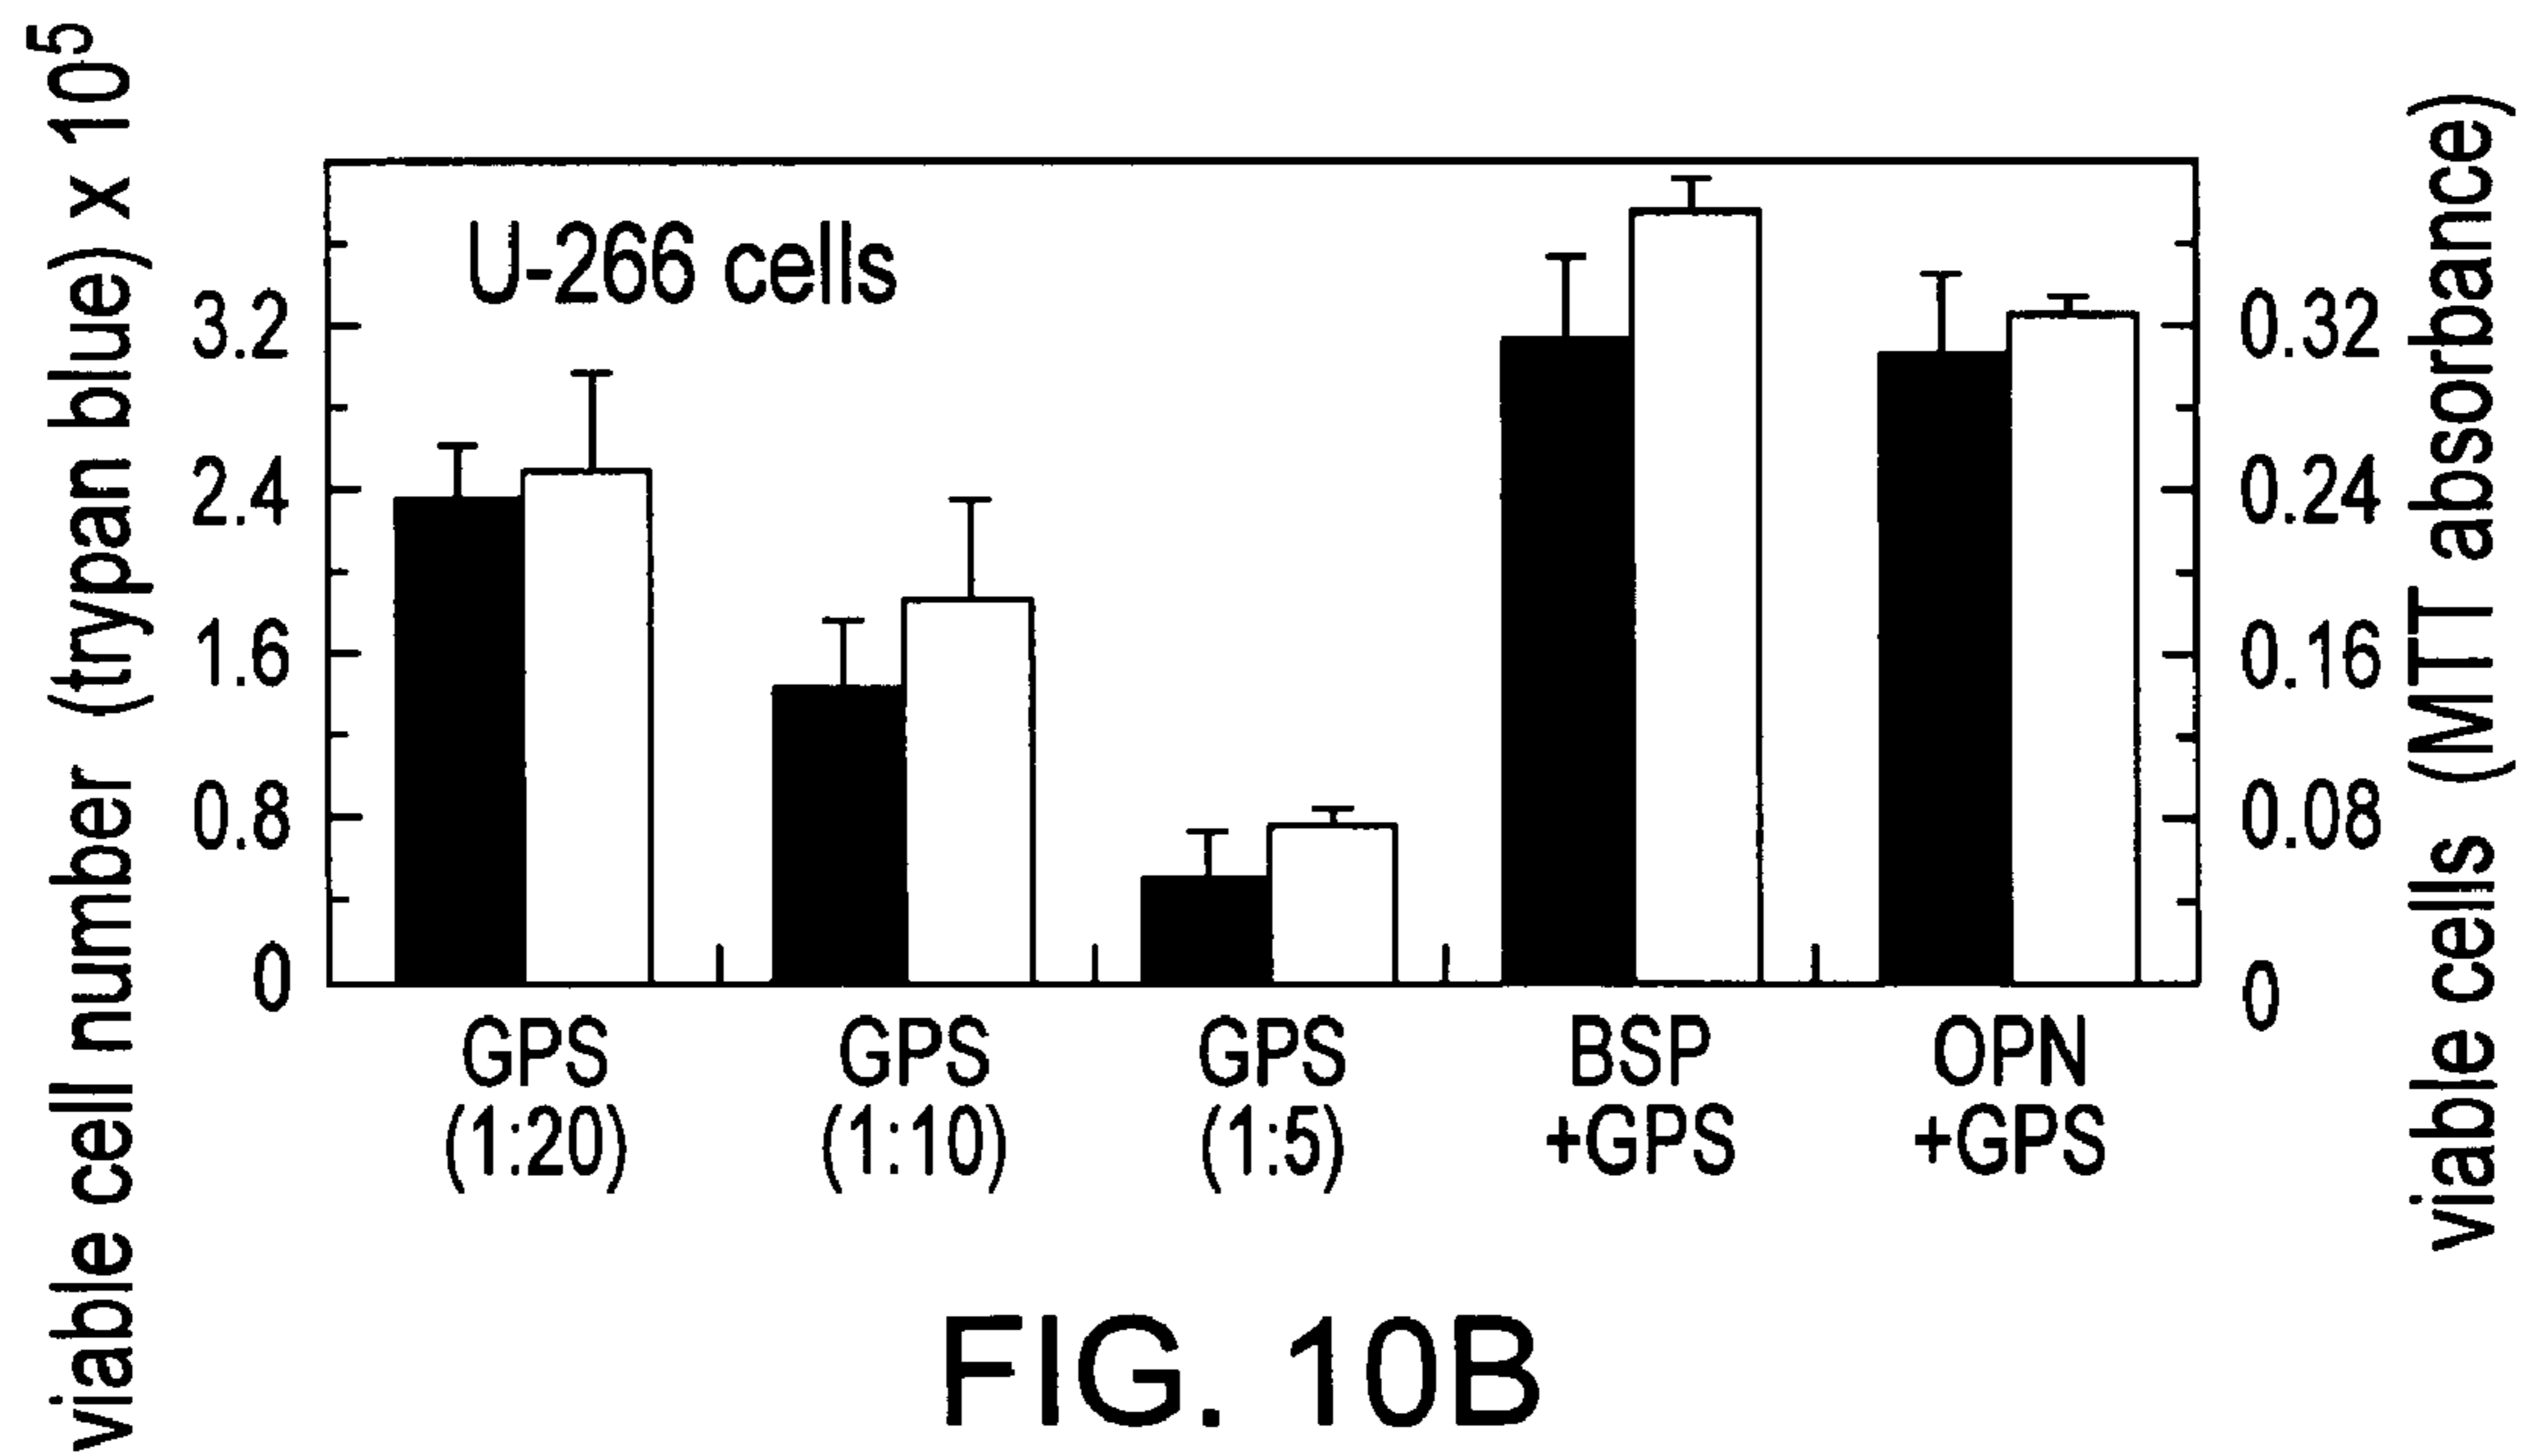 viable cell number (trypan blue) x 10⁵
U-266 cells
3.2
2.4
1.6
0.8
0
0.32
0.24
0.16
0.08
0
viable cells (MTT absorbance)
GPS
(1:20)
GPS
(1:10)
GPS
(1:5)
BSP
+GPS
OPN
+GPS
FIG. 10B